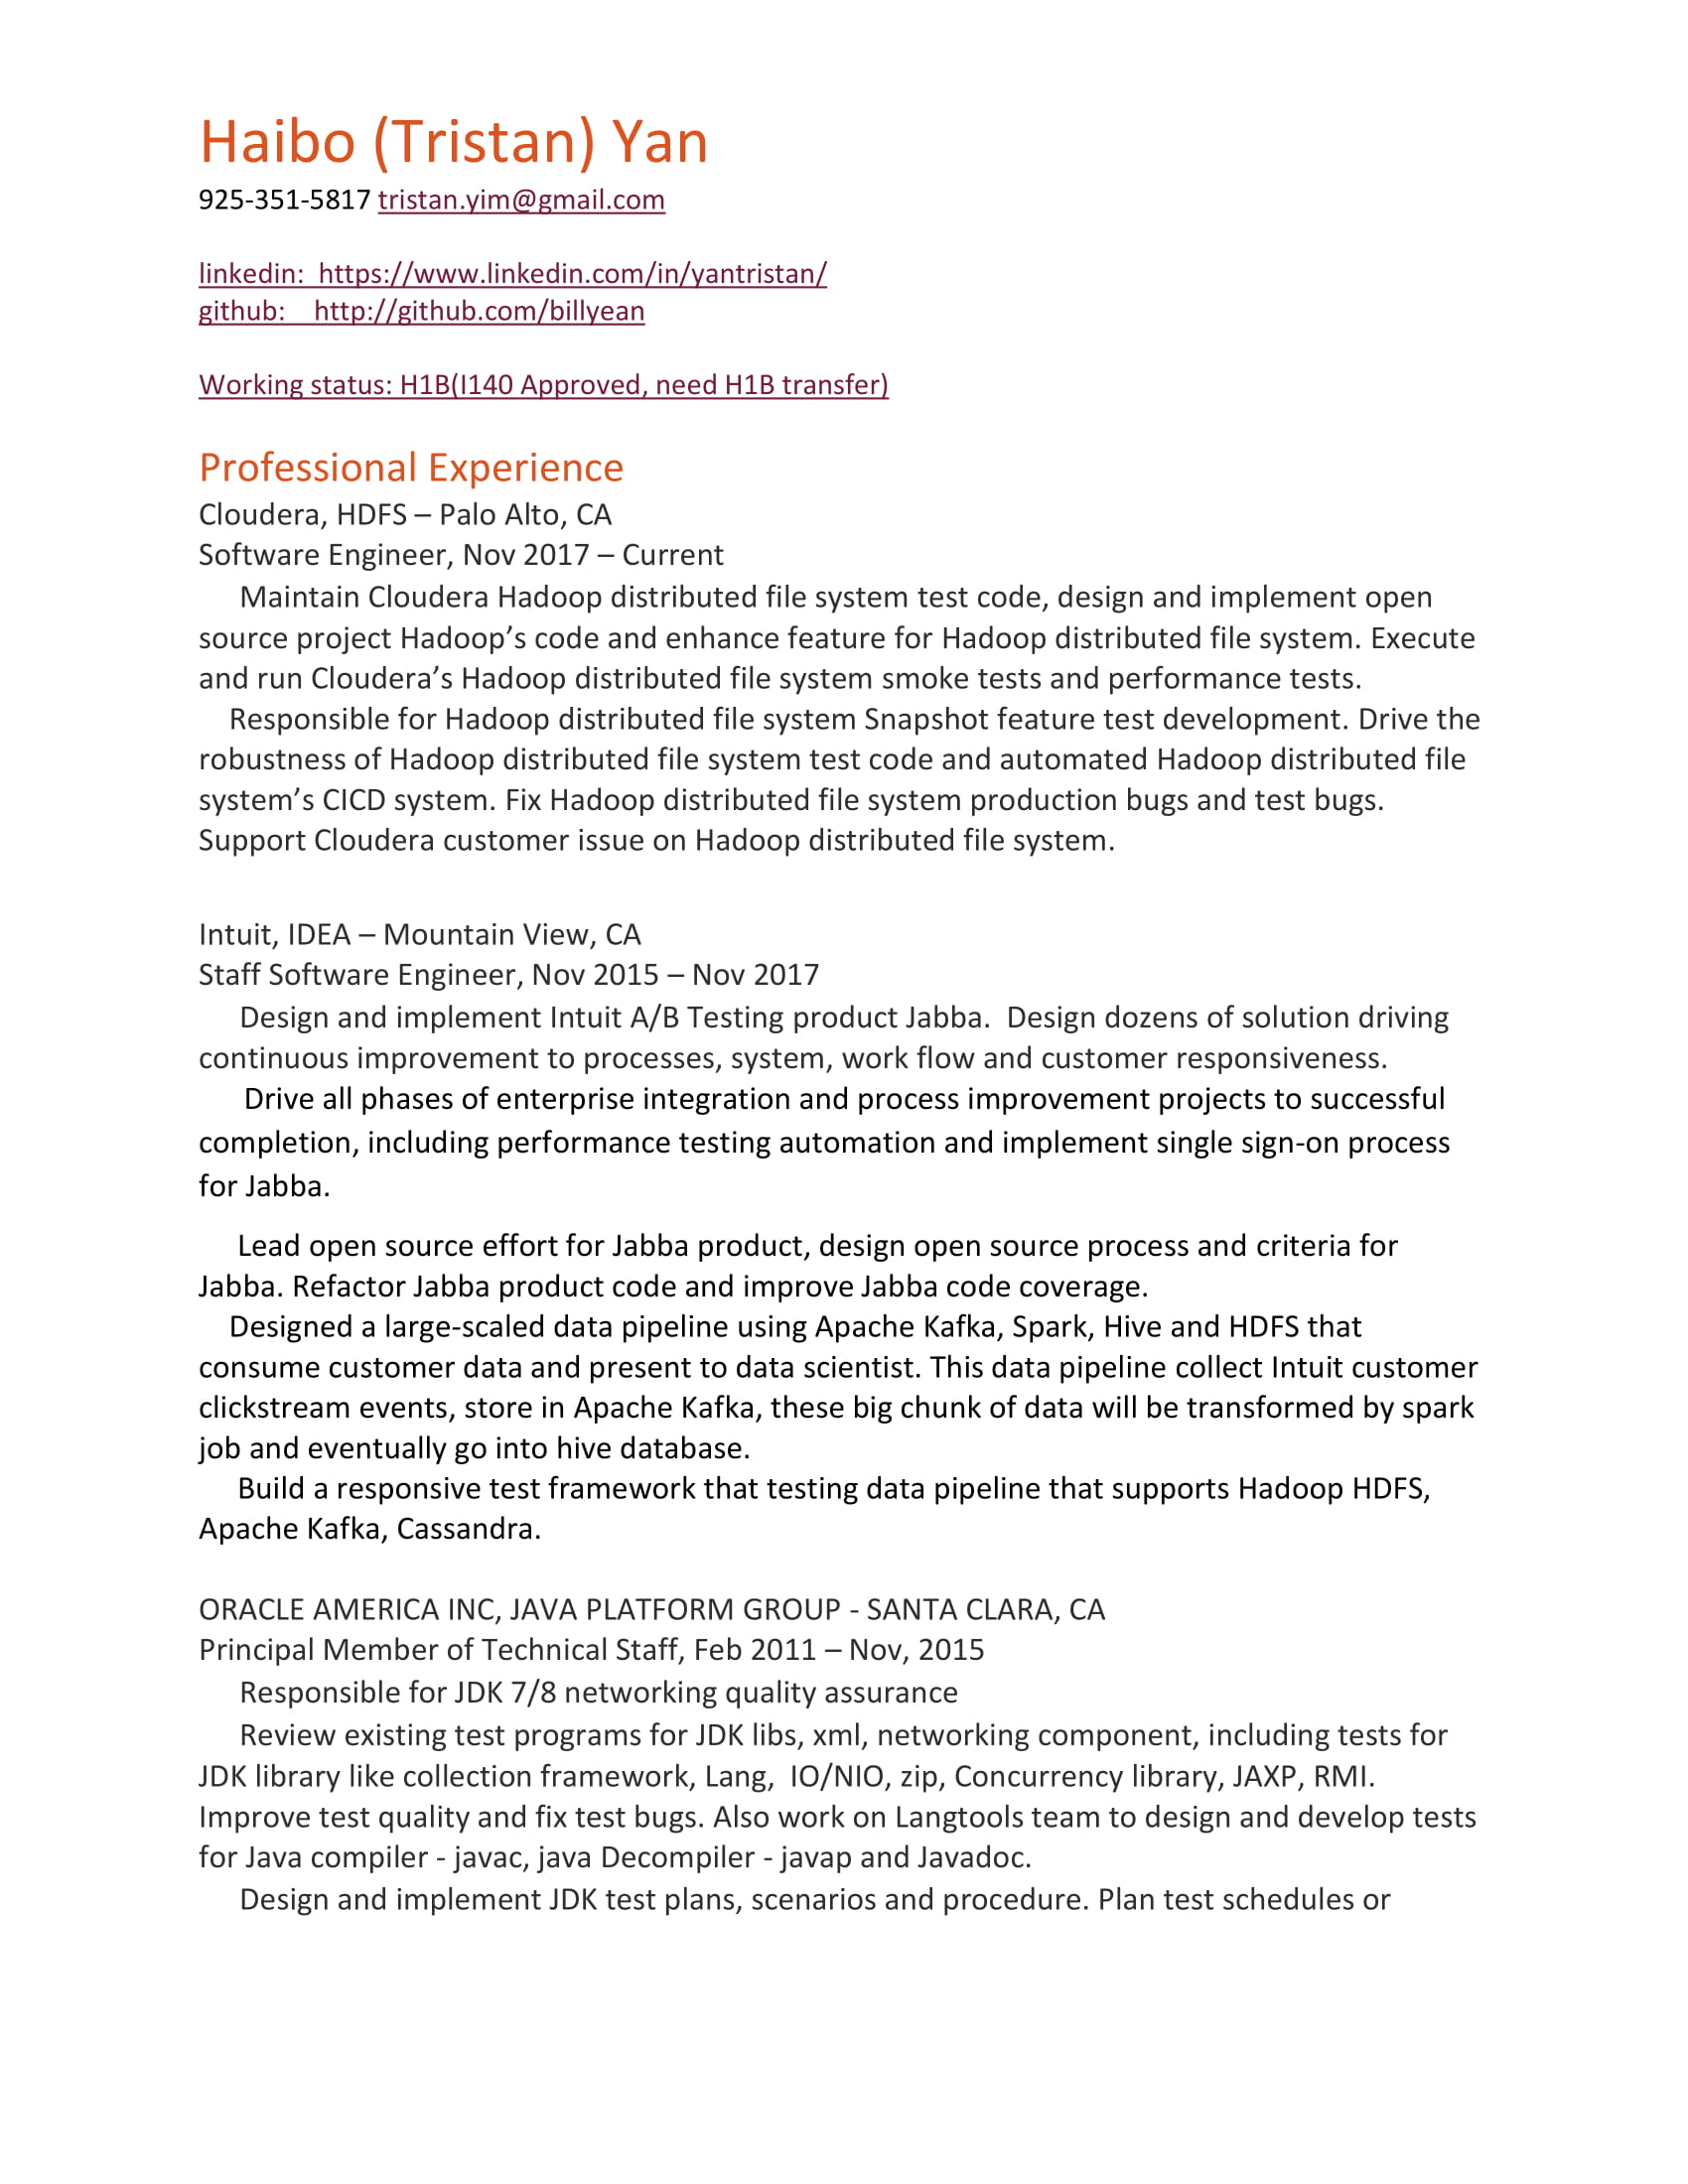 Haibo (Tristan) Yan
925-351-5817 tristan.yim@gmail.com
linkedin:  https://www.linkedin.com/in/yantristan/
github:    http://github.com/billyean
Working status: H1B(I140 Approved, need H1B transfer)
Professional Experience
Cloudera, HDFS – Palo Alto, CA
Software Engineer, Nov 2017 – Current
Maintain Cloudera Hadoop distributed file system test code, design and implement open
source project Hadoop’s code and enhance feature for Hadoop distributed file system. Execute
and run Cloudera’s Hadoop distributed file system smoke tests and performance tests.
Responsible for Hadoop distributed file system Snapshot feature test development. Drive the
robustness of Hadoop distributed file system test code and automated Hadoop distributed file
system’s CICD system. Fix Hadoop distributed file system production bugs and test bugs.
Support Cloudera customer issue on Hadoop distributed file system.
Intuit, IDEA – Mountain View, CA
Staff Software Engineer, Nov 2015 – Nov 2017
Design and implement Intuit A/B Testing product Jabba.  Design dozens of solution driving
continuous improvement to processes, system, work flow and customer responsiveness.
Drive all phases of enterprise integration and process improvement projects to successful
completion, including performance testing automation and implement single sign-on process
for Jabba.
Lead open source effort for Jabba product, design open source process and criteria for
Jabba. Refactor Jabba product code and improve Jabba code coverage.
Designed a large-scaled data pipeline using Apache Kafka, Spark, Hive and HDFS that
consume customer data and present to data scientist. This data pipeline collect Intuit customer
clickstream events, store in Apache Kafka, these big chunk of data will be transformed by spark
job and eventually go into hive database.
Build a responsive test framework that testing data pipeline that supports Hadoop HDFS,
Apache Kafka, Cassandra.
ORACLE AMERICA INC, JAVA PLATFORM GROUP - SANTA CLARA, CA
Principal Member of Technical Staff, Feb 2011 – Nov, 2015
Responsible for JDK 7/8 networking quality assurance
Review existing test programs for JDK libs, xml, networking component, including tests for
JDK library like collection framework, Lang,  IO/NIO, zip, Concurrency library, JAXP, RMI.
Improve test quality and fix test bugs. Also work on Langtools team to design and develop tests
for Java compiler - javac, java Decompiler - javap and Javadoc.
Design and implement JDK test plans, scenarios and procedure. Plan test schedules or